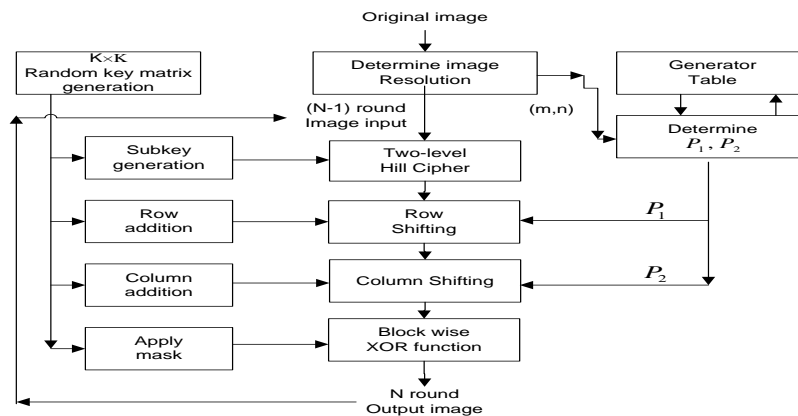 Original image
K×K
Random key matrix
generation
Determine image
Resolution
Generator
Table
(N-1) round
Image input
(m,n)
Determine
P₁ , P₂
Subkey
generation
Two-level
Hill Cipher
Row
addition
Row
Shifting
P₁
Column
addition
Column Shifting
P₂
Apply
mask
Block wise
XOR function
N round
Output image